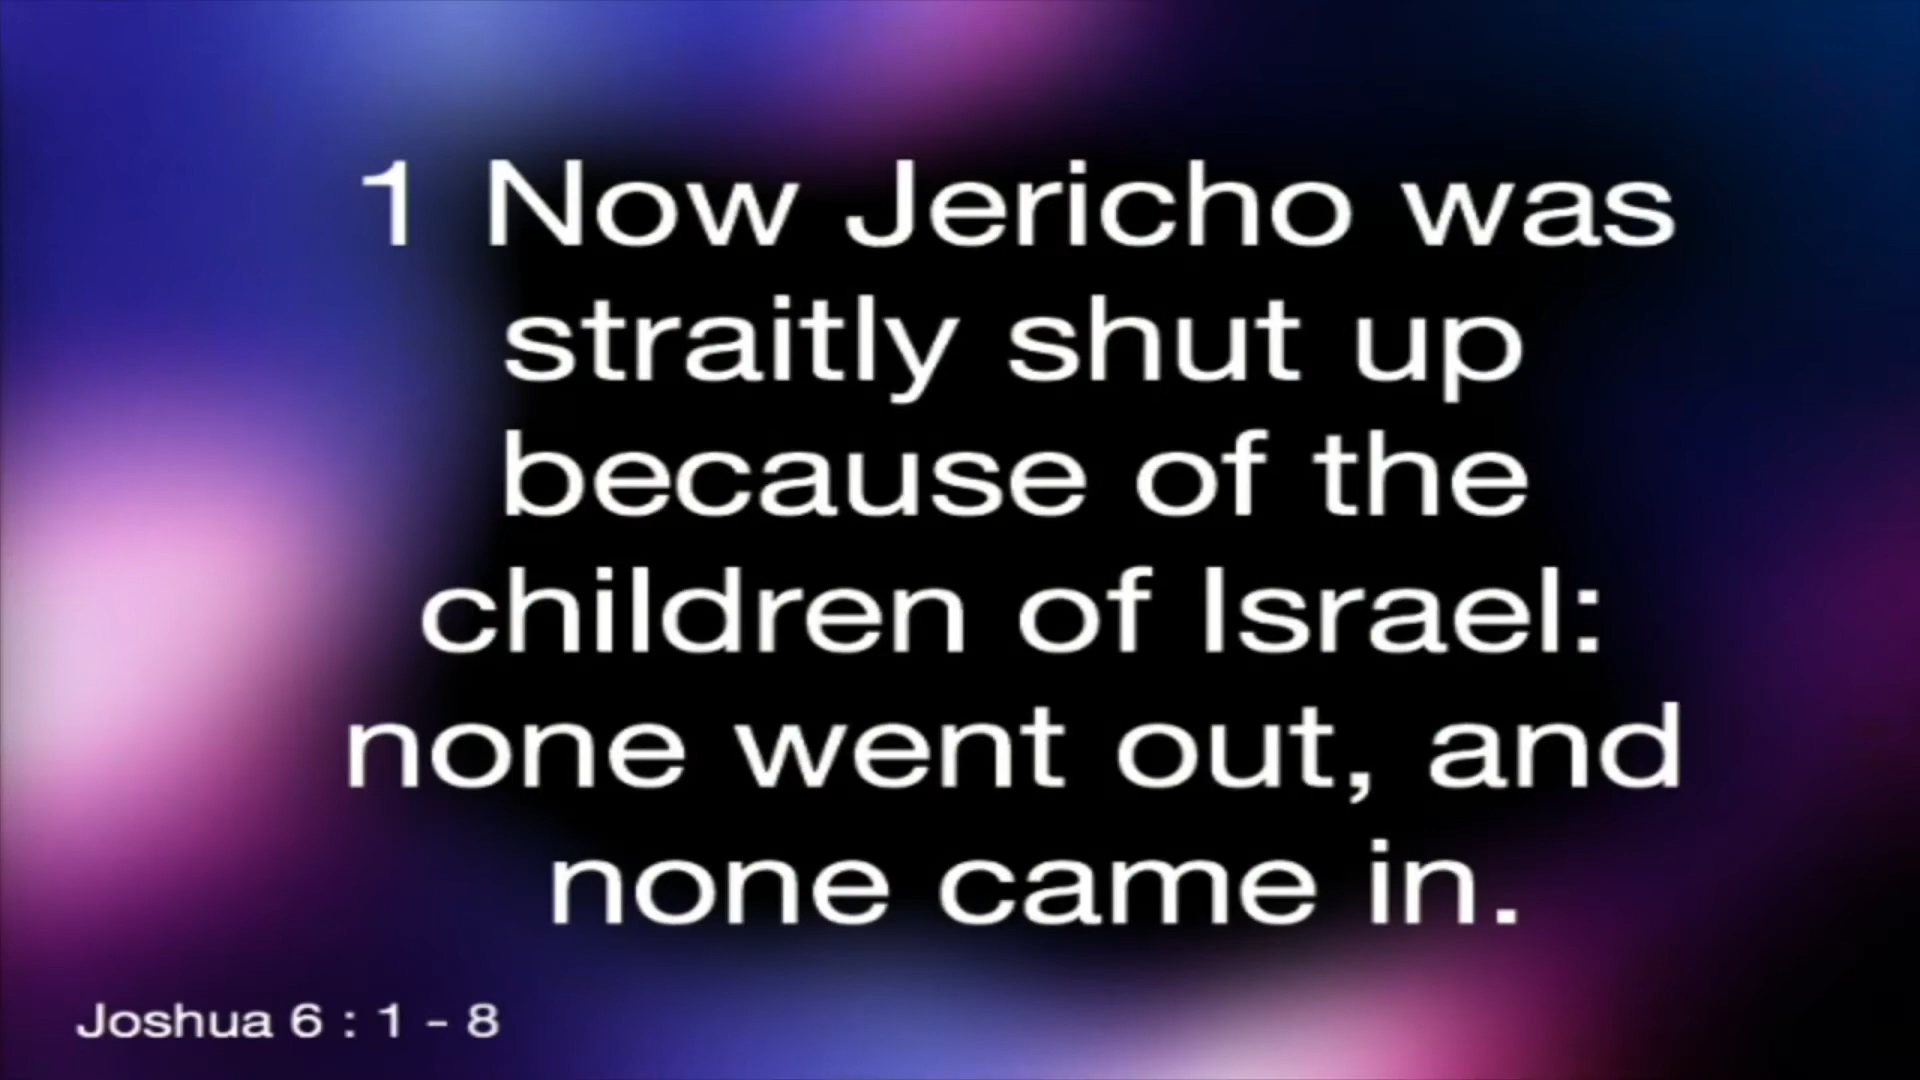 1 Now Jericho was
straitly shut up
because of the
children of Israel:
none went out, and
none came in.
Joshua 6 : 1 - 8